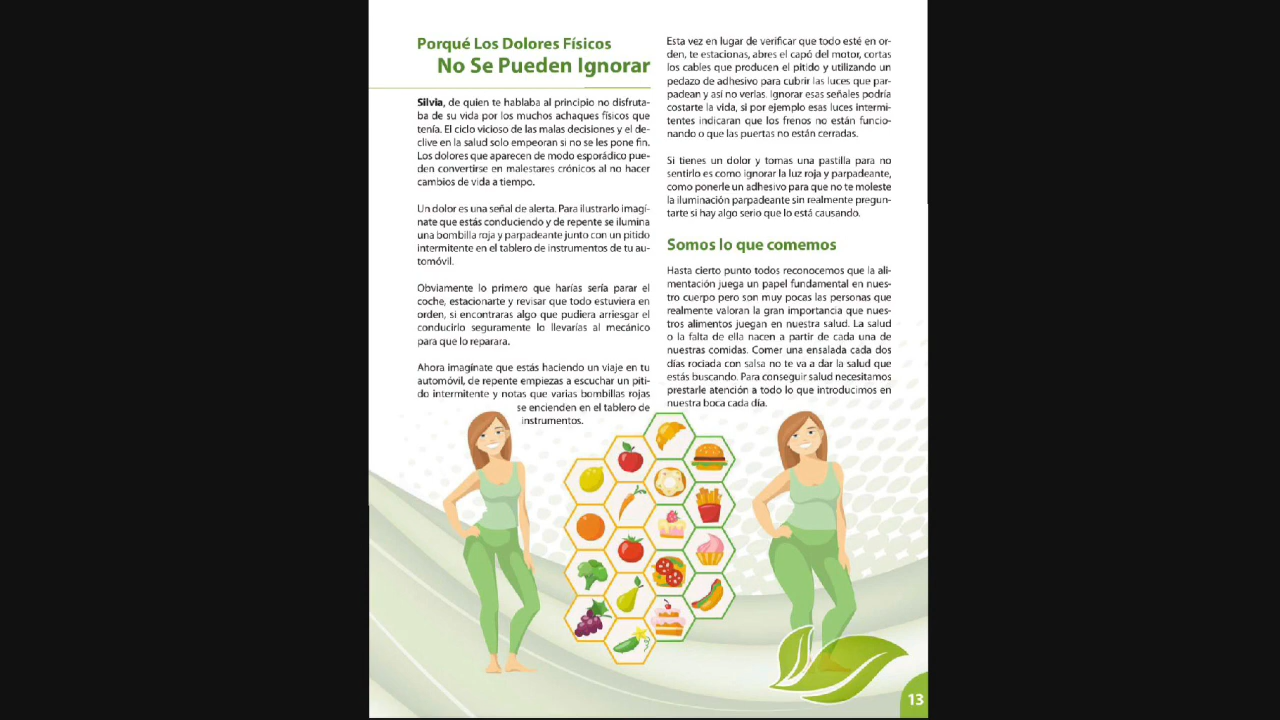 Porqué Los Dolores Físicos
No Se Pueden Ignorar
Silvia, de quien te hablaba al principio no disfruta-
ba de su vida por los muchos achaques físicos que
tenía. El ciclo vicioso de las malas decisiones y el de-
clive en la salud solo empeoran si no se les pone fin.
Los dolores que aparecen de modo esporádico pue-
den convertirse en malestares crónicos al no hacer
cambios de vida a tiempo.
Un dolor es una señal de alerta. Para ilustrarlo imagí-
nate que estás conduciendo y de repente se ilumina
una bombilla roja y parpadeante junto con un pitido
intermitente en el tablero de instrumentos de tu au-
tomóvil.
Obviamente lo primero que harías sería parar el
coche, estacionarte y revisar que todo estuviera en
orden, si encontraras algo que pudiera arriesgar el
conducirlo seguramente lo llevarías al mecánico
para que lo reparara.
Ahora imagínate que estás haciendo un viaje en tu
automóvil, de repente empiezas a escuchar un piti-
do intermitente y notas que varias bombillas rojas
se encienden en el tablero de
instrumentos.
Esta vez en lugar de verificar que todo esté en or-
den, te estacionas, abres el capó del motor, cortas
los cables que producen el pitido y utilizando un
pedazo de adhesivo para cubrir las luces que par-
padean y así no verlas. Ignorar esas señales podría
costarte la vida, si por ejemplo esas luces intermi-
tentes indicaran que los frenos no están funcio-
nando o que las puertas no están cerradas.
Si tienes un dolor y tomas una pastilla para no
sentirlo es como ignorar la luz roja y parpadeante,
como ponerle un adhesivo para que no te moleste
la iluminación parpadeante sin realmente pregun-
tarte si hay algo serio que lo está causando.
Somos lo que comemos
Hasta cierto punto todos reconocemos que la ali-
mentación juega un papel fundamental en nues-
tro cuerpo pero son muy pocas las personas que
realmente valoran la gran importancia que nues-
tros alimentos juegan en nuestra salud. La salud
o la falta de ella nacen a partir de cada una de
nuestras comidas. Comer una ensalada cada dos
días rociada con salsa no te va a dar la salud que
estás buscando. Para conseguir salud necesitamos
prestarle atención a todo lo que introducimos en
nuestra boca cada día.
13